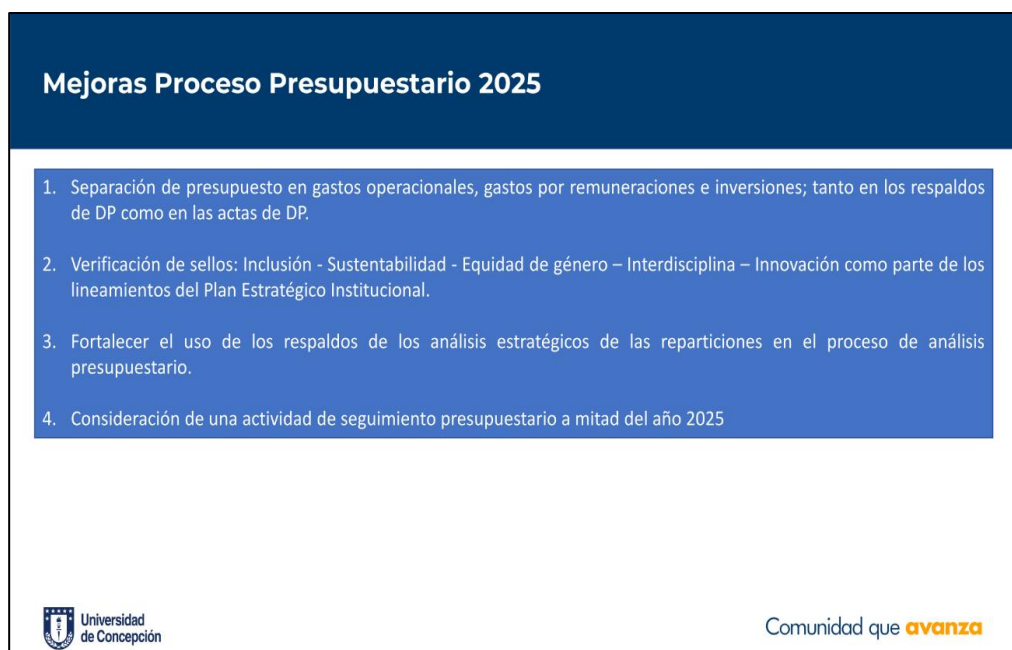 Mejoras Proceso Presupuestario 2025
1. Separación de presupuesto en gastos operacionales, gastos por remuneraciones e inversiones; tanto en los respaldos
de DP como en las actas de DP.
2. Verificación de sellos: Inclusión - Sustentabilidad - Equidad de género – Interdisciplina – Innovación como parte de los
lineamientos del Plan Estratégico Institucional.
3. Fortalecer el uso de los respaldos de los análisis estratégicos de las reparticiones en el proceso de análisis
presupuestario.
4. Consideración de una actividad de seguimiento presupuestario a mitad del año 2025
Universidad
de Concepción
Comunidad que avanza